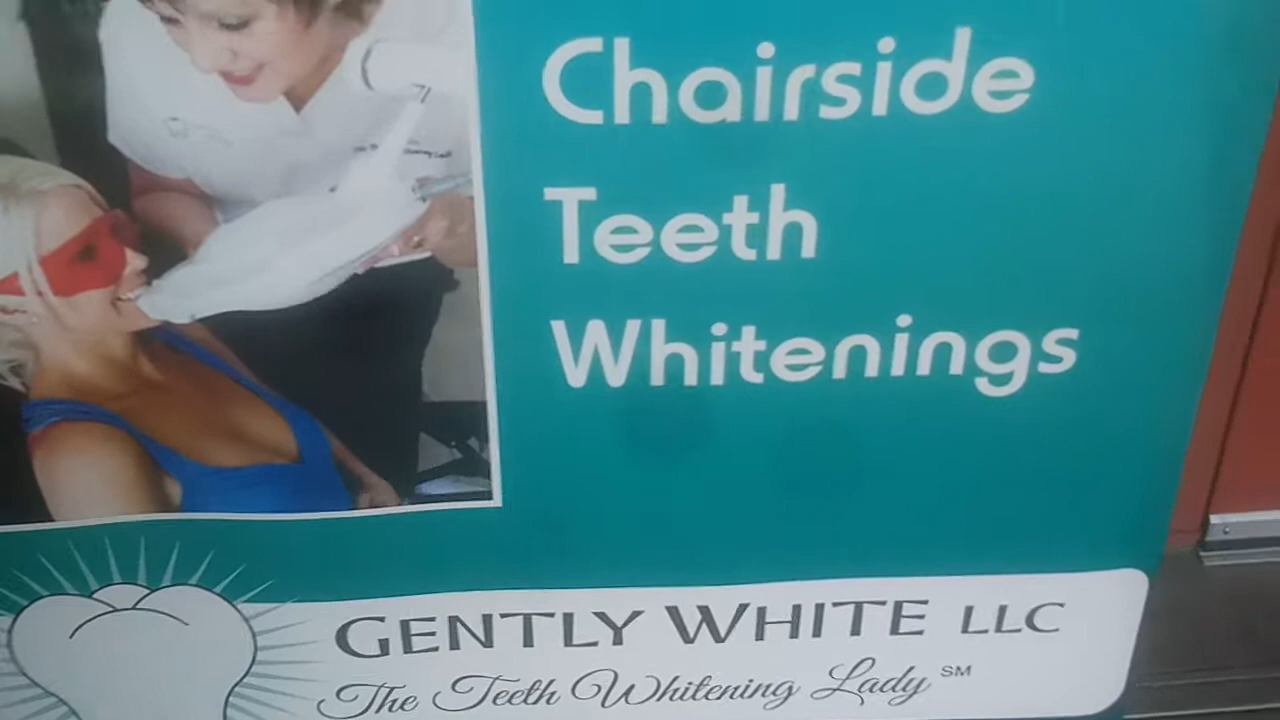 Chairside
Teeth
Whitenings
GENTLY WHITE LLC
The Teeth Whitening Lady SM